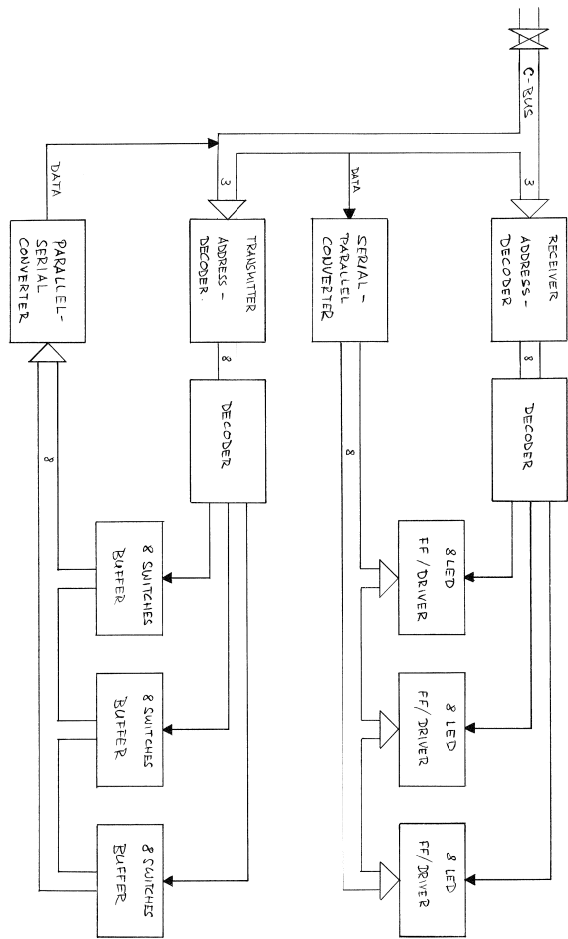 C-BUS
3
RECEIVER
ADDRESS-
DECODER
8
DECODER
8 LED
FF/DRIVER
8 LED
FF/DRIVER
8 LED
FF/DRIVER
DATA
SERIAL-
PARALLEL
CONVERTER
8
3
TRANSMITTER
ADDRESS-
DECODER.
8
DECODER
8 SWITCHES
BUFFER
8 SWITCHES
BUFFER
8 SWITCHES
BUFFER
DATA
PARALLEL-
SERIAL
CONVERTER
8